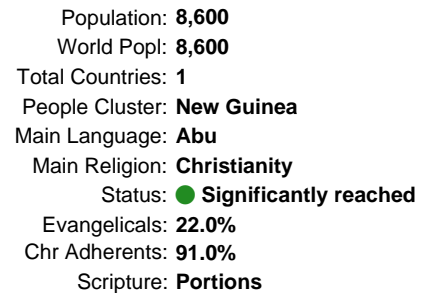 Population: 8,600
World Popl: 8,600
Total Countries: 1
People Cluster: New Guinea
Main Language: Abu
Main Religion: Christianity
Status: Significantly reached
Evangelicals: 22.0%
Chr Adherents: 91.0%
Scripture: Portions